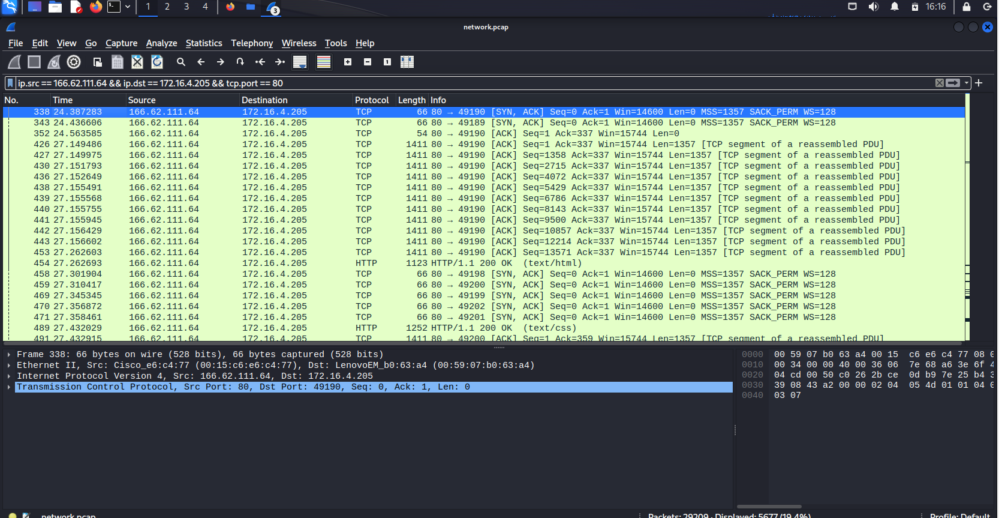 1 2 3 4 3 16:16
network.pcap
File Edit View Go Capture Analyze Statistics Telephony Wireless Tools Help
ip.src == 166.62.111.64 && ip.dst == 172.16.4.205 && tcp.port == 80
No. Time Source Destination Protocol Length Info
338 24.387283 166.62.111.64 172.16.4.205 TCP 66 80 → 49190 [SYN, ACK] Seq=0 Ack=1 Win=14600 Len=0 MSS=1357 SACK_PERM WS=128
343 24.436606 166.62.111.64 172.16.4.205 TCP 66 80 → 49189 [SYN, ACK] Seq=0 Ack=1 Win=14600 Len=0 MSS=1357 SACK_PERM WS=128
352 24.563585 166.62.111.64 172.16.4.205 TCP 54 80 → 49190 [ACK] Seq=1 Ack=337 Win=15744 Len=0
426 27.149486 166.62.111.64 172.16.4.205 TCP 1411 80 → 49190 [ACK] Seq=1 Ack=337 Win=15744 Len=1357 [TCP segment of a reassembled PDU]
427 27.149975 166.62.111.64 172.16.4.205 TCP 1411 80 → 49190 [ACK] Seq=1358 Ack=337 Win=15744 Len=1357 [TCP segment of a reassembled PDU]
430 27.151793 166.62.111.64 172.16.4.205 TCP 1411 80 → 49190 [ACK] Seq=2715 Ack=337 Win=15744 Len=1357 [TCP segment of a reassembled PDU]
436 27.152649 166.62.111.64 172.16.4.205 TCP 1411 80 → 49190 [ACK] Seq=4072 Ack=337 Win=15744 Len=1357 [TCP segment of a reassembled PDU]
438 27.155491 166.62.111.64 172.16.4.205 TCP 1411 80 → 49190 [ACK] Seq=5429 Ack=337 Win=15744 Len=1357 [TCP segment of a reassembled PDU]
439 27.155568 166.62.111.64 172.16.4.205 TCP 1411 80 → 49190 [ACK] Seq=6786 Ack=337 Win=15744 Len=1357 [TCP segment of a reassembled PDU]
440 27.155755 166.62.111.64 172.16.4.205 TCP 1411 80 → 49190 [ACK] Seq=8143 Ack=337 Win=15744 Len=1357 [TCP segment of a reassembled PDU]
441 27.155945 166.62.111.64 172.16.4.205 TCP 1411 80 → 49190 [ACK] Seq=9500 Ack=337 Win=15744 Len=1357 [TCP segment of a reassembled PDU]
442 27.156429 166.62.111.64 172.16.4.205 TCP 1411 80 → 49190 [ACK] Seq=10857 Ack=337 Win=15744 Len=1357 [TCP segment of a reassembled PDU]
443 27.156602 166.62.111.64 172.16.4.205 TCP 1411 80 → 49190 [ACK] Seq=12214 Ack=337 Win=15744 Len=1357 [TCP segment of a reassembled PDU]
453 27.262603 166.62.111.64 172.16.4.205 TCP 1411 80 → 49190 [ACK] Seq=13571 Ack=337 Win=15744 Len=1357 [TCP segment of a reassembled PDU]
454 27.262693 166.62.111.64 172.16.4.205 HTTP 1123 HTTP/1.1 200 OK (text/html)
458 27.301904 166.62.111.64 172.16.4.205 TCP 66 80 → 49198 [SYN, ACK] Seq=0 Ack=1 Win=14600 Len=0 MSS=1357 SACK_PERM WS=128
459 27.310417 166.62.111.64 172.16.4.205 TCP 66 80 → 49200 [SYN, ACK] Seq=0 Ack=1 Win=14600 Len=0 MSS=1357 SACK_PERM WS=128
469 27.345345 166.62.111.64 172.16.4.205 TCP 66 80 → 49199 [SYN, ACK] Seq=0 Ack=1 Win=14600 Len=0 MSS=1357 SACK_PERM WS=128
470 27.356872 166.62.111.64 172.16.4.205 TCP 66 80 → 49202 [SYN, ACK] Seq=0 Ack=1 Win=14600 Len=0 MSS=1357 SACK_PERM WS=128
471 27.358461 166.62.111.64 172.16.4.205 TCP 66 80 → 49201 [SYN, ACK] Seq=0 Ack=1 Win=14600 Len=0 MSS=1357 SACK_PERM WS=128
489 27.432029 166.62.111.64 172.16.4.205 HTTP 1252 HTTP/1.1 200 OK (text/css)
491 27.432915 166.62.111.64 172.16.4.205 TCP 1411 80 → 49200 [ACK] Seq=1 Ack=359 Win=15744 Len=1357 [TCP segment of a reassembled PDU]
Frame 338: 66 bytes on wire (528 bits), 66 bytes captured (528 bits)
Ethernet II, Src: Cisco_e6:c4:77 (00:15:c6:e6:c4:77), Dst: LenovoEM_b0:63:a4 (00:59:07:b0:63:a4)
Internet Protocol Version 4, Src: 166.62.111.64, Dst: 172.16.4.205
Transmission Control Protocol, Src Port: 80, Dst Port: 49190, Seq: 0, Ack: 1, Len: 0
0000 00 59 07 b0 63 a4 00 15 c6 e6 c4 77 08 0
0010 00 34 00 00 40 00 36 06 7e 68 a6 3e 6f 4
0020 04 cd 00 50 c0 26 2b ce 0d b9 7e 25 b4 3
0030 39 08 43 a2 00 00 02 04 05 4d 01 01 04 0
0040 03 07
network.pcap Packets: 29209 · Displayed: 5677 (19.4%) Profile: Default